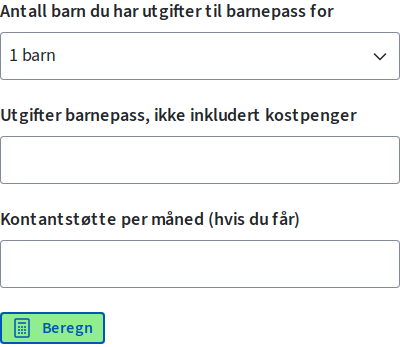 Antall barn du har utgifter til barnepass for
1 barn
Utgifter barnepass, ikke inkludert kostpenger
Kontantstøtte per måned (hvis du får)
Beregn